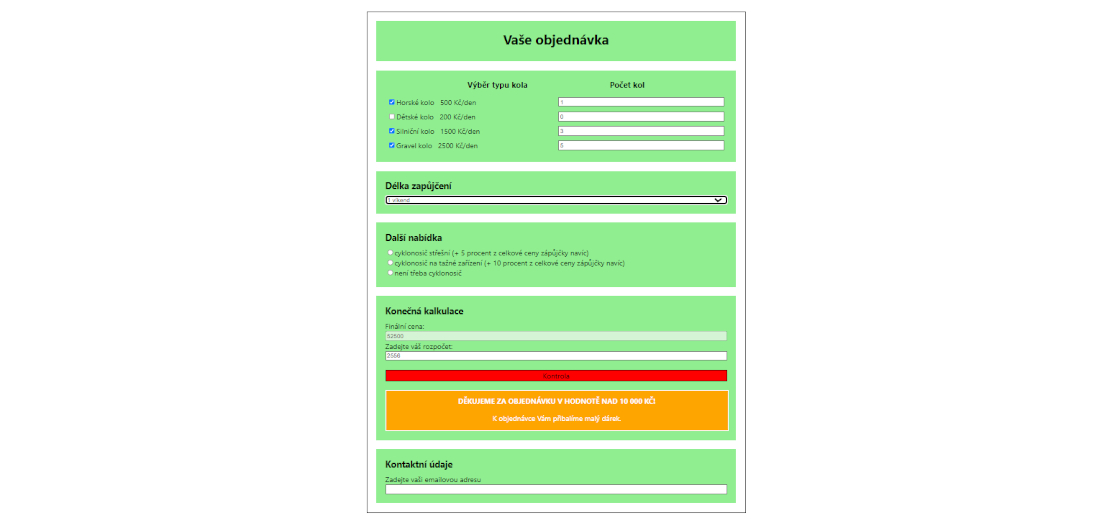 Vaše objednávka
Výběr typu kola Počet kol
Horské kolo 500 Kč/den 1
Dětské kolo 200 Kč/den 0
Silniční kolo 1500 Kč/den 3
Gravel kolo 2500 Kč/den 5
Délka zapůjčení
1 víkend
Další nabídka
cyklonosič střešní (+ 5 procent z celkové ceny zápůjčky navíc)
cyklonosič na tažné zařízení (+ 10 procent z celkové ceny zápůjčky navíc)
není třeba cyklonosič
Konečná kalkulace
Finální cena:
52500
Zadejte váš rozpočet:
2556
Kontrola
DĚKUJEME ZA OBJEDNÁVKU V HODNOTĚ NAD 10 000 KČ!
K objednávce Vám přibalíme malý dárek.
Kontaktní údaje
Zadejte vaši emailovou adresu